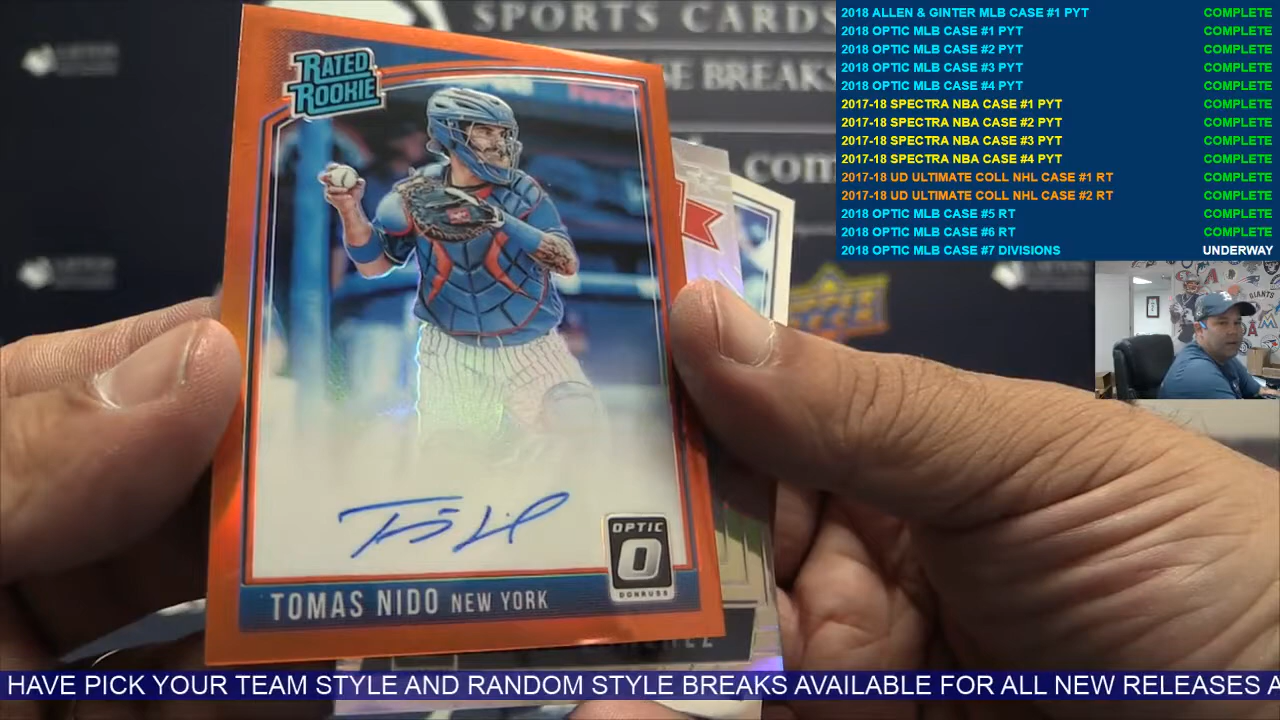 SPORTS CARDS
SE BREAKS
com
2018 ALLEN & GINTER MLB CASE #1 PYT COMPLETE
2018 OPTIC MLB CASE #1 PYT COMPLETE
2018 OPTIC MLB CASE #2 PYT COMPLETE
2018 OPTIC MLB CASE #3 PYT COMPLETE
2018 OPTIC MLB CASE #4 PYT COMPLETE
2017-18 SPECTRA NBA CASE #1 PYT COMPLETE
2017-18 SPECTRA NBA CASE #2 PYT COMPLETE
2017-18 SPECTRA NBA CASE #3 PYT COMPLETE
2017-18 SPECTRA NBA CASE #4 PYT COMPLETE
2017-18 UD ULTIMATE COLL NHL CASE #1 RT COMPLETE
2017-18 UD ULTIMATE COLL NHL CASE #2 RT COMPLETE
2018 OPTIC MLB CASE #5 RT COMPLETE
2018 OPTIC MLB CASE #6 RT COMPLETE
2018 OPTIC MLB CASE #7 DIVISIONS UNDERWAY
RATED
ROOKIE
GIANTS
OPTIC
O
DONRUSS
TOMAS NIDO NEW YORK
HAVE PICK YOUR TEAM STYLE AND RANDOM STYLE BREAKS AVAILABLE FOR ALL NEW RELEASES A